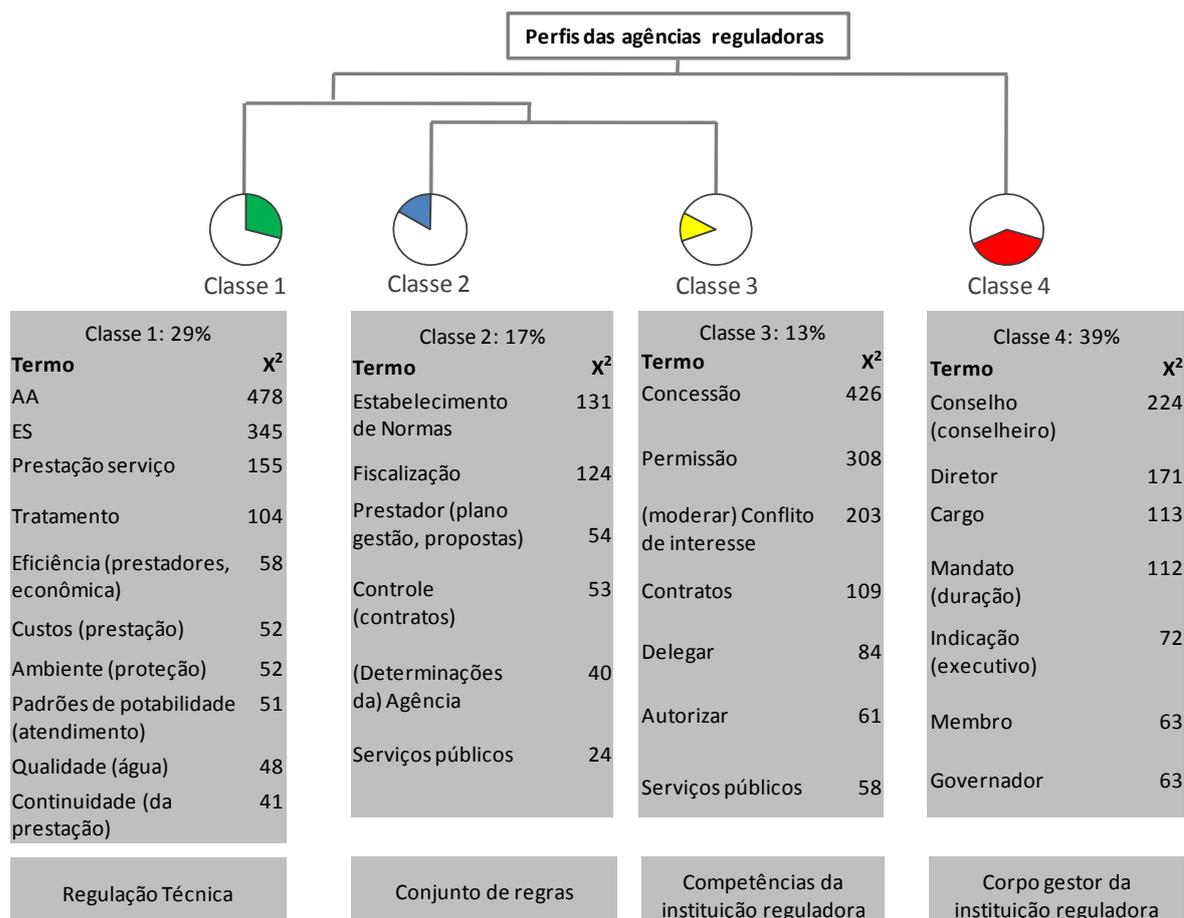 Perfis das agências reguladoras
Classe 1
Classe 2
Classe 3
Classe 4
Classe 1: 29%
Termo X²
AA 478
ES 345
Prestação serviço 155
Tratamento 104
Eficiência (prestadores, 58
econômica)
Custos (prestação) 52
Ambiente (proteção) 52
Padrões de potabilidade 51
(atendimento)
Qualidade (água) 48
Continuidade (da 41
prestação)
Regulação Técnica
Classe 2: 17%
Termo X²
Estabelecimento 131
de Normas
Fiscalização 124
Prestador (plano
gestão, propostas) 54
Controle 53
(contratos)
(Determinações 40
da) Agência
Serviços públicos 24
Conjunto de regras
Classe 3: 13%
Termo X²
Concessão 426
Permissão 308
(moderar) Conflito 203
de interesse
Contratos 109
Delegar 84
Autorizar 61
Serviços públicos 58
Competências da
instituição reguladora
Classe 4: 39%
Termo X²
Conselho 224
(conselheiro)
Diretor 171
Cargo 113
Mandato 112
(duração)
Indicação 72
(executivo)
Membro 63
Governador 63
Corpo gestor da
instituição reguladora